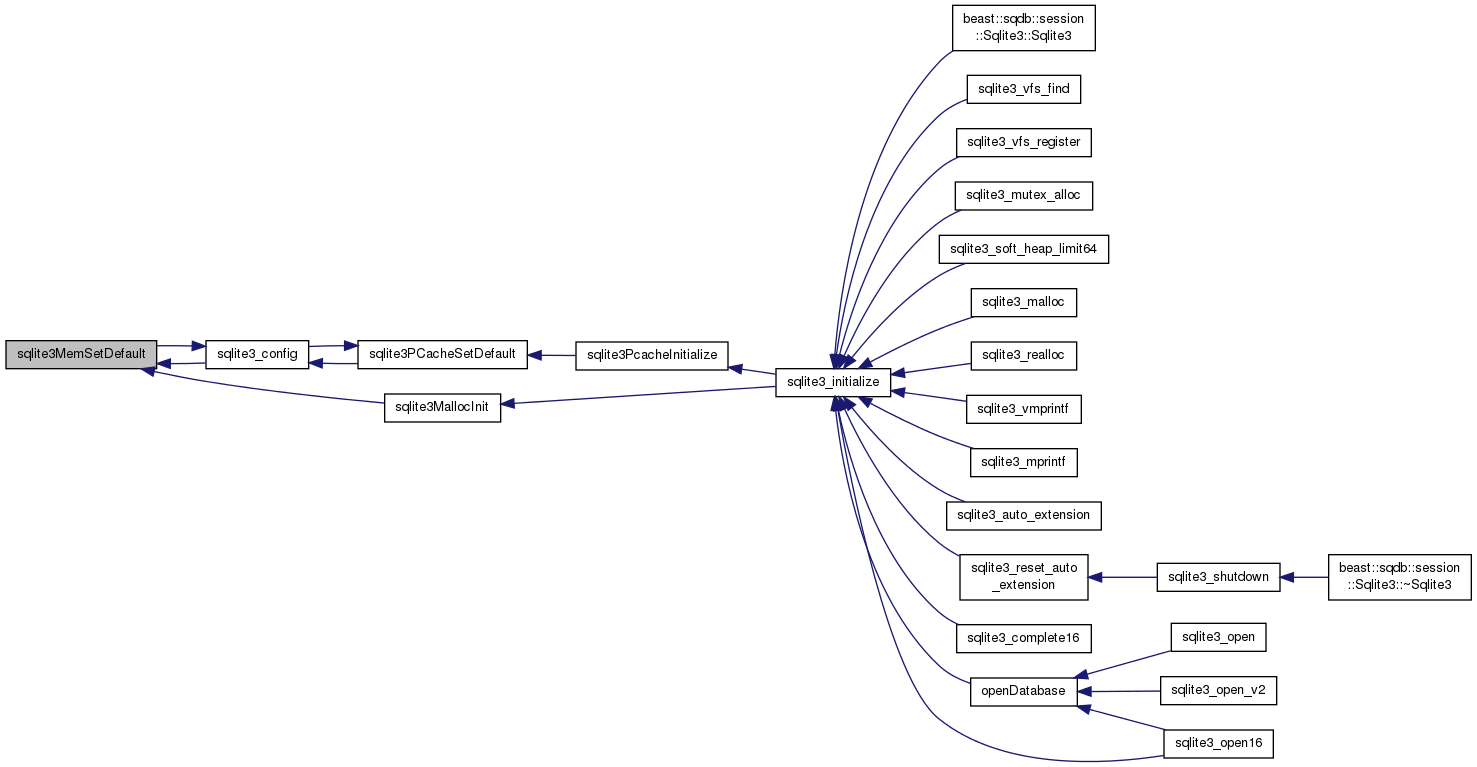 beast::sqdb::session
::Sqlite3::Sqlite3
sqlite3_vfs_find
sqlite3_vfs_register
sqlite3_mutex_alloc
sqlite3_soft_heap_limit64
sqlite3_malloc
sqlite3MemSetDefault
sqlite3_config
sqlite3PCacheSetDefault
sqlite3PcacheInitialize
sqlite3_realloc
sqlite3_initialize
sqlite3MallocInit
sqlite3_vmprintf
sqlite3_mprintf
sqlite3_auto_extension
sqlite3_reset_auto
_extension
sqlite3_shutdown
beast::sqdb::session
::Sqlite3::~Sqlite3
sqlite3_complete16
sqlite3_open
openDatabase
sqlite3_open_v2
sqlite3_open16